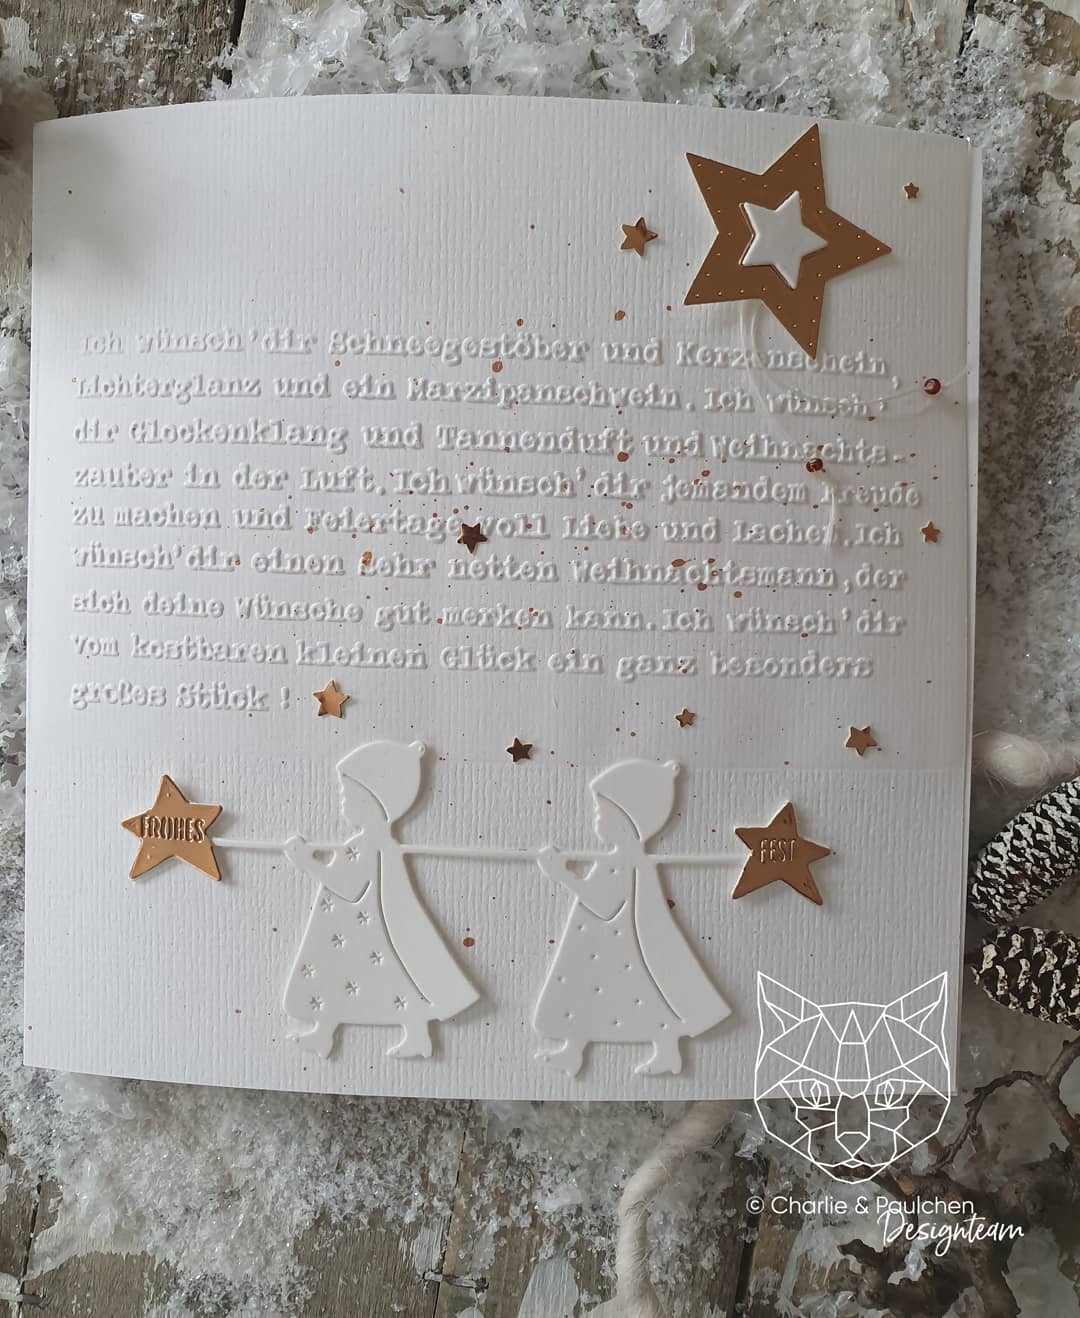 Ich wünsch' dir Schneegestöber und Kerzenschein,
Lichterglanz und ein Marzipanschwein. Ich wünsch'
dir Glockenklang und Tannenduft und Weihnachts-
zauber in der Luft. Ich wünsch' dir jemandem Freude
zu machen und Feiertage voll Liebe und Lachen. Ich
wünsch' dir einen sehr netten Weihnachtsmann, der
sich deine Wünsche gut merken kann. Ich wünsch' dir
vom kostbaren kleinen Glück ein ganz besonders
großes Stück !
FROHES
FEST
© Charlie & Paulchen
Designteam